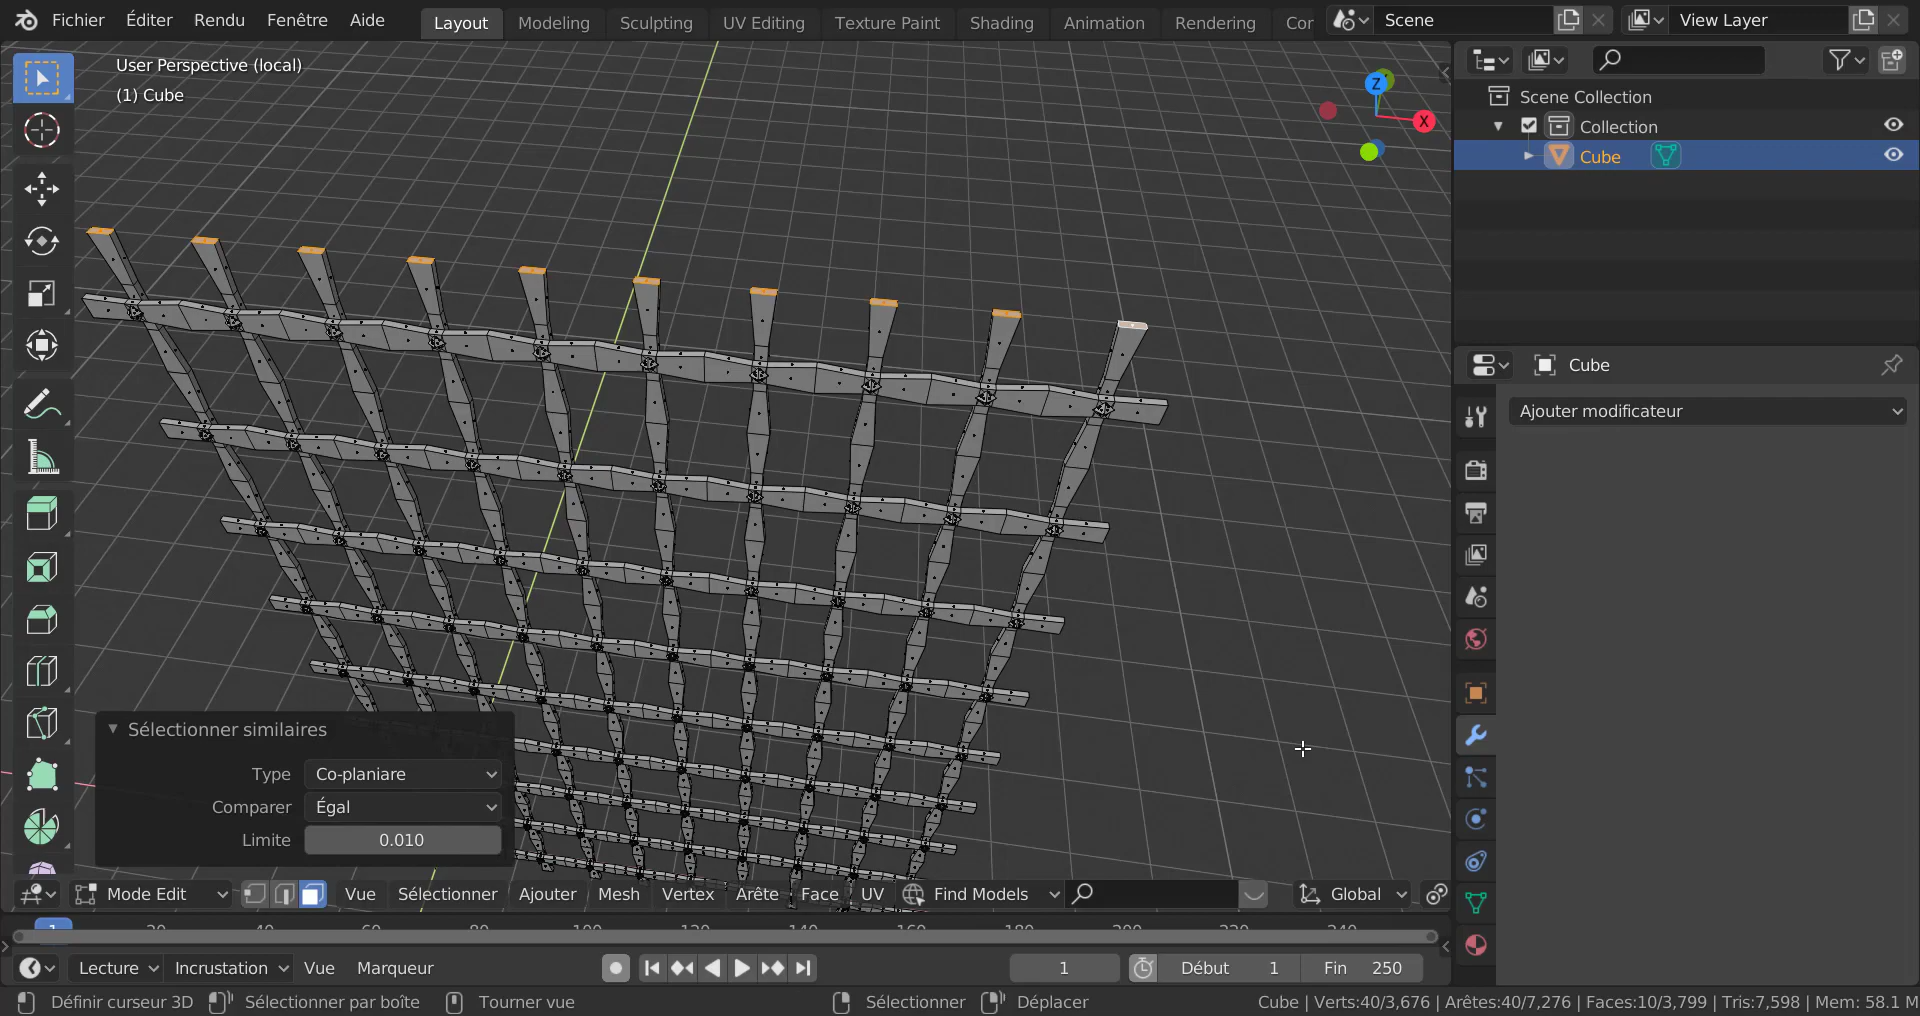 Fichier Éditer Rendu Fenêtre Aide Layout Modeling Sculpting UV Editing Texture Paint Shading Animation Rendering Scene View Layer
User Perspective (local)
(1) Cube
Z
X
Scene Collection
Collection
Cube
Cube
Ajouter modificateur
Sélectionner similaires
Type Co-planiare
Comparer Égal
Limite 0.010
Mode Edit Vue Sélectionner Ajouter Mesh Vertex Arête Face UV Find Models Global
Lecture Incrustation Vue Marqueur 1 Début 1 Fin 250
Définir curseur 3D Sélectionner par boîte Tourner vue Sélectionner Déplacer Cube | Verts:40/3,676 | Arêtes:40/7,276 | Faces:10/3,799 | Tris:7,598 | Mem: 58.1 M